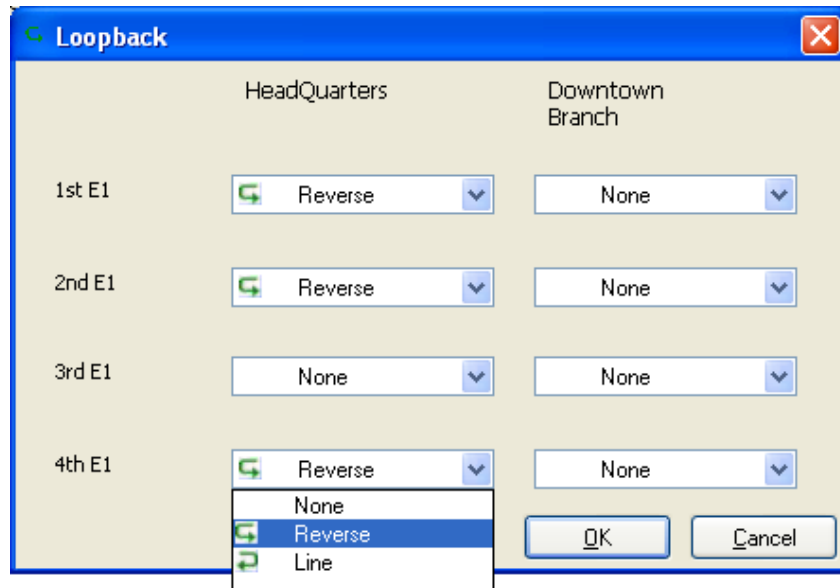 Loopback
HeadQuarters Downtown
Branch
1st E1 Reverse None
2nd E1 Reverse None
3rd E1 None None
4th E1 Reverse None
None
Reverse OK Cancel
Line